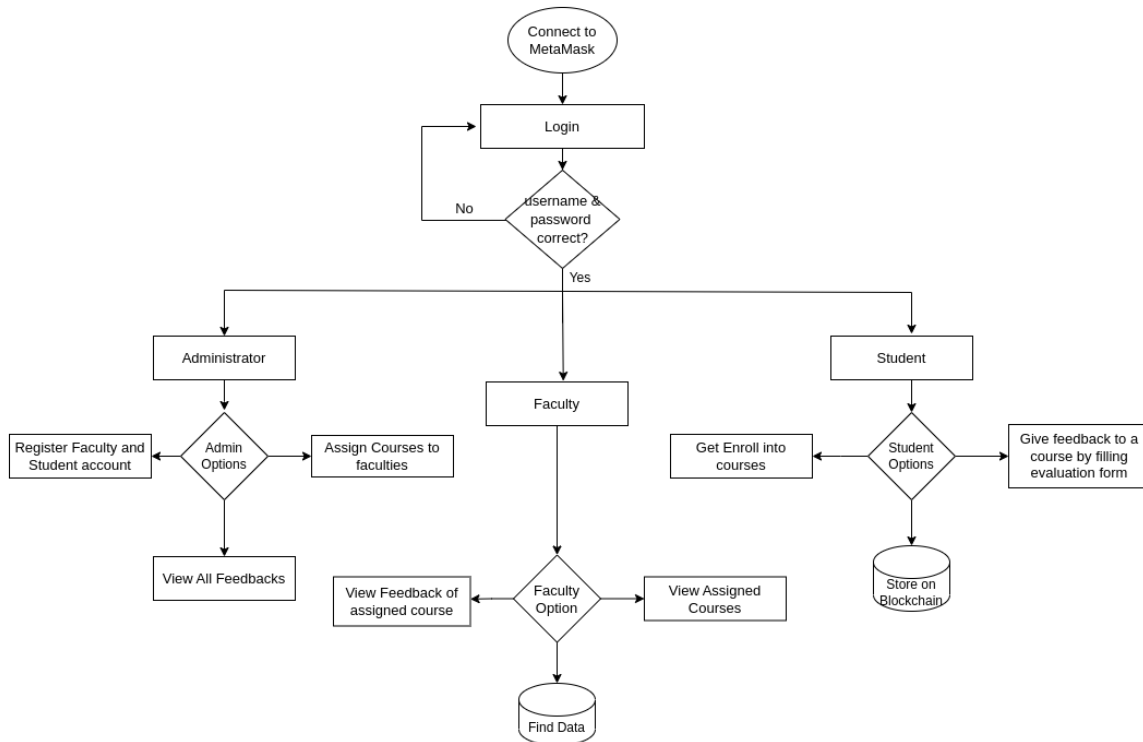 Connect to
MetaMask
Login
username &
password
correct?
No
Yes
Administrator
Student
Faculty
Register Faculty and
Student account
Admin
Options
Assign Courses to
faculties
Get Enroll into
courses
Student
Options
Give feedback to a
course by filling
evaluation form
View All Feedbacks
View Feedback of
assigned course
Faculty
Option
View Assigned
Courses
Store on
Blockchain
Find Data